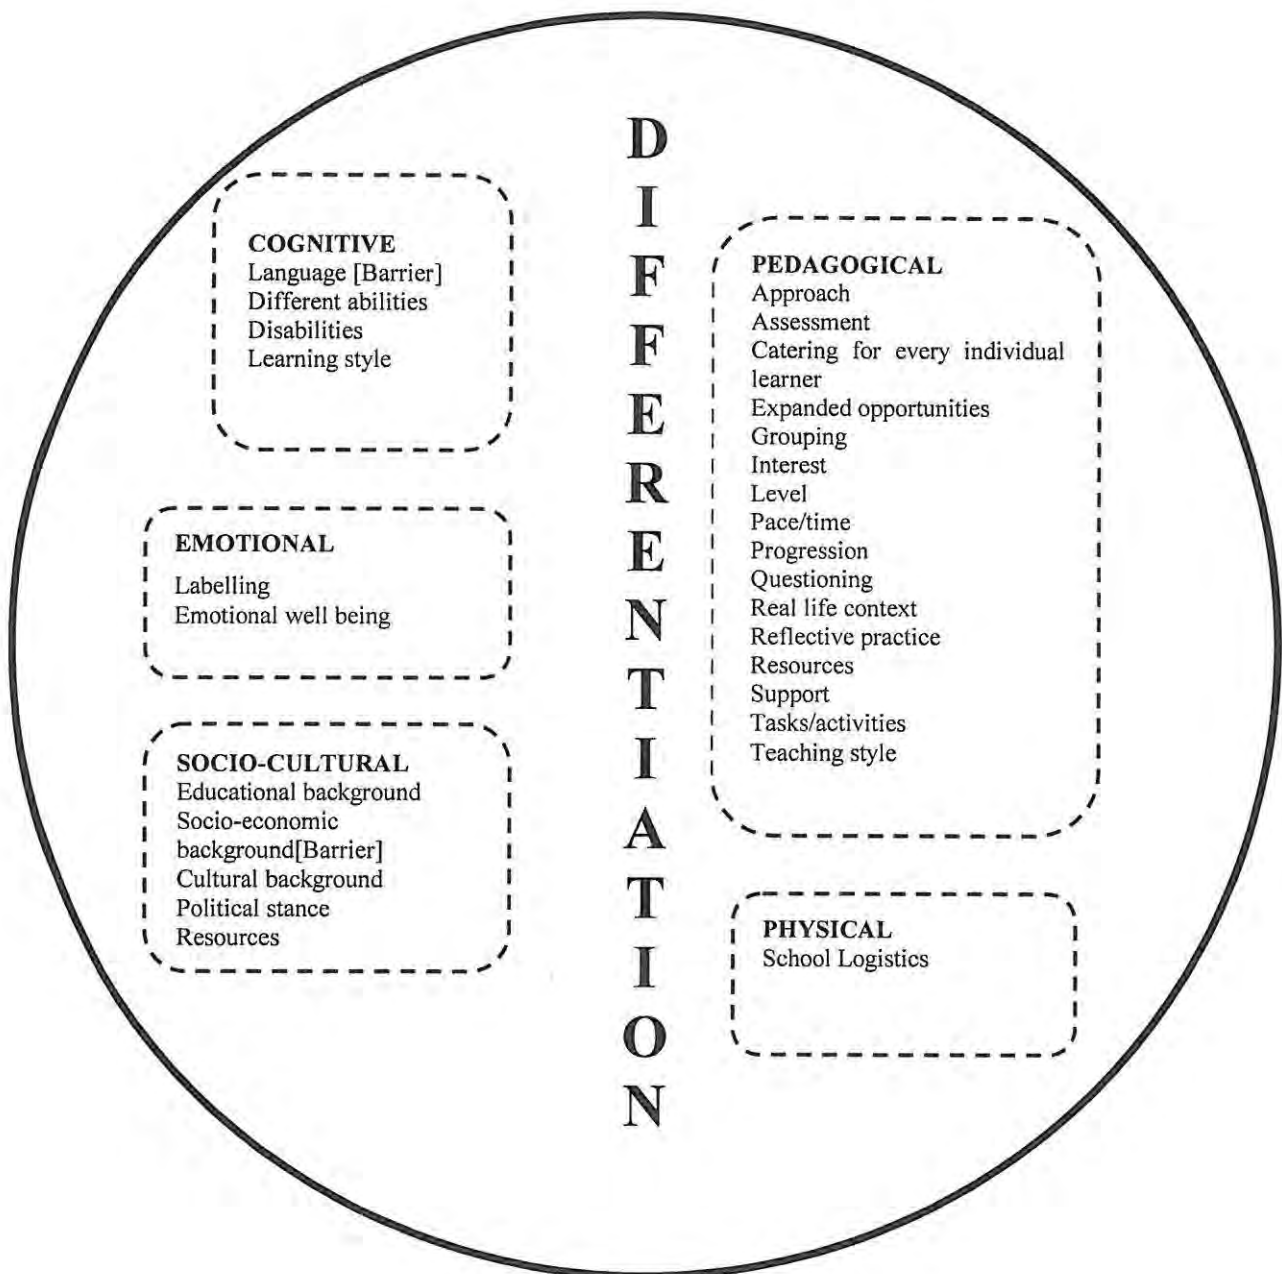 DIFFERENTIATION
COGNITIVE
Language [Barrier]
Different abilities
Disabilities
Learning style
EMOTIONAL
Labelling
Emotional well being
SOCIO-CULTURAL
Educational background
Socio-economic
background[Barrier]
Cultural background
Political stance
Resources
PEDAGOGICAL
Approach
Assessment
Catering for every individual
learner
Expanded opportunities
Grouping
Interest
Level
Pace/time
Progression
Questioning
Real life context
Reflective practice
Resources
Support
Tasks/activities
Teaching style
PHYSICAL
School Logistics